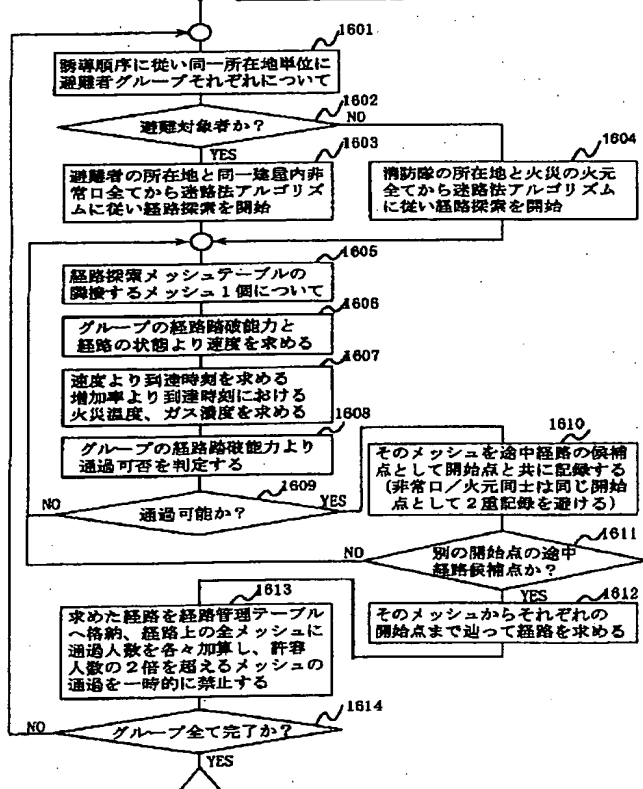 1601
誘導順序に従い同一所在地単位に
避難者グループそれぞれについて
1602
避難対象者か?
NO
YES
1603
避難者の所在地と同一建屋内非
常口全てから迷路法アルゴリズ
ムに従い経路探索を開始
1604
消防隊の所在地と火災の火元
全てから迷路法アルゴリズム
に従い経路探索を開始
1605
経路探索メッシュテーブルの
隣接するメッシュ1個について
1606
グループの経路踏破能力と
経路の状態より速度を求める
1607
速度より到達時刻を求める
増加率より到達時刻における
火災温度、ガス濃度を求める
1608
グループの経路踏破能力より
通過可否を判定する
1609
通過可能か?
NO
YES
1610
そのメッシュを途中経路の候補
点として開始点と共に記録する
(非常口/火元同士は同じ開始
点として2重記録を避ける)
1611
別の開始点の途中
経路候補点か?
NO
YES
1612
そのメッシュからそれぞれの
開始点まで辿って経路を求める
1613
求めた経路を経路管理テーブル
へ格納、経路上の全メッシュに
通過人数を各々加算し、許容
人数の2倍を超えるメッシュの
通過を一時的に禁止する
1614
グループ全て完了か?
NO
YES